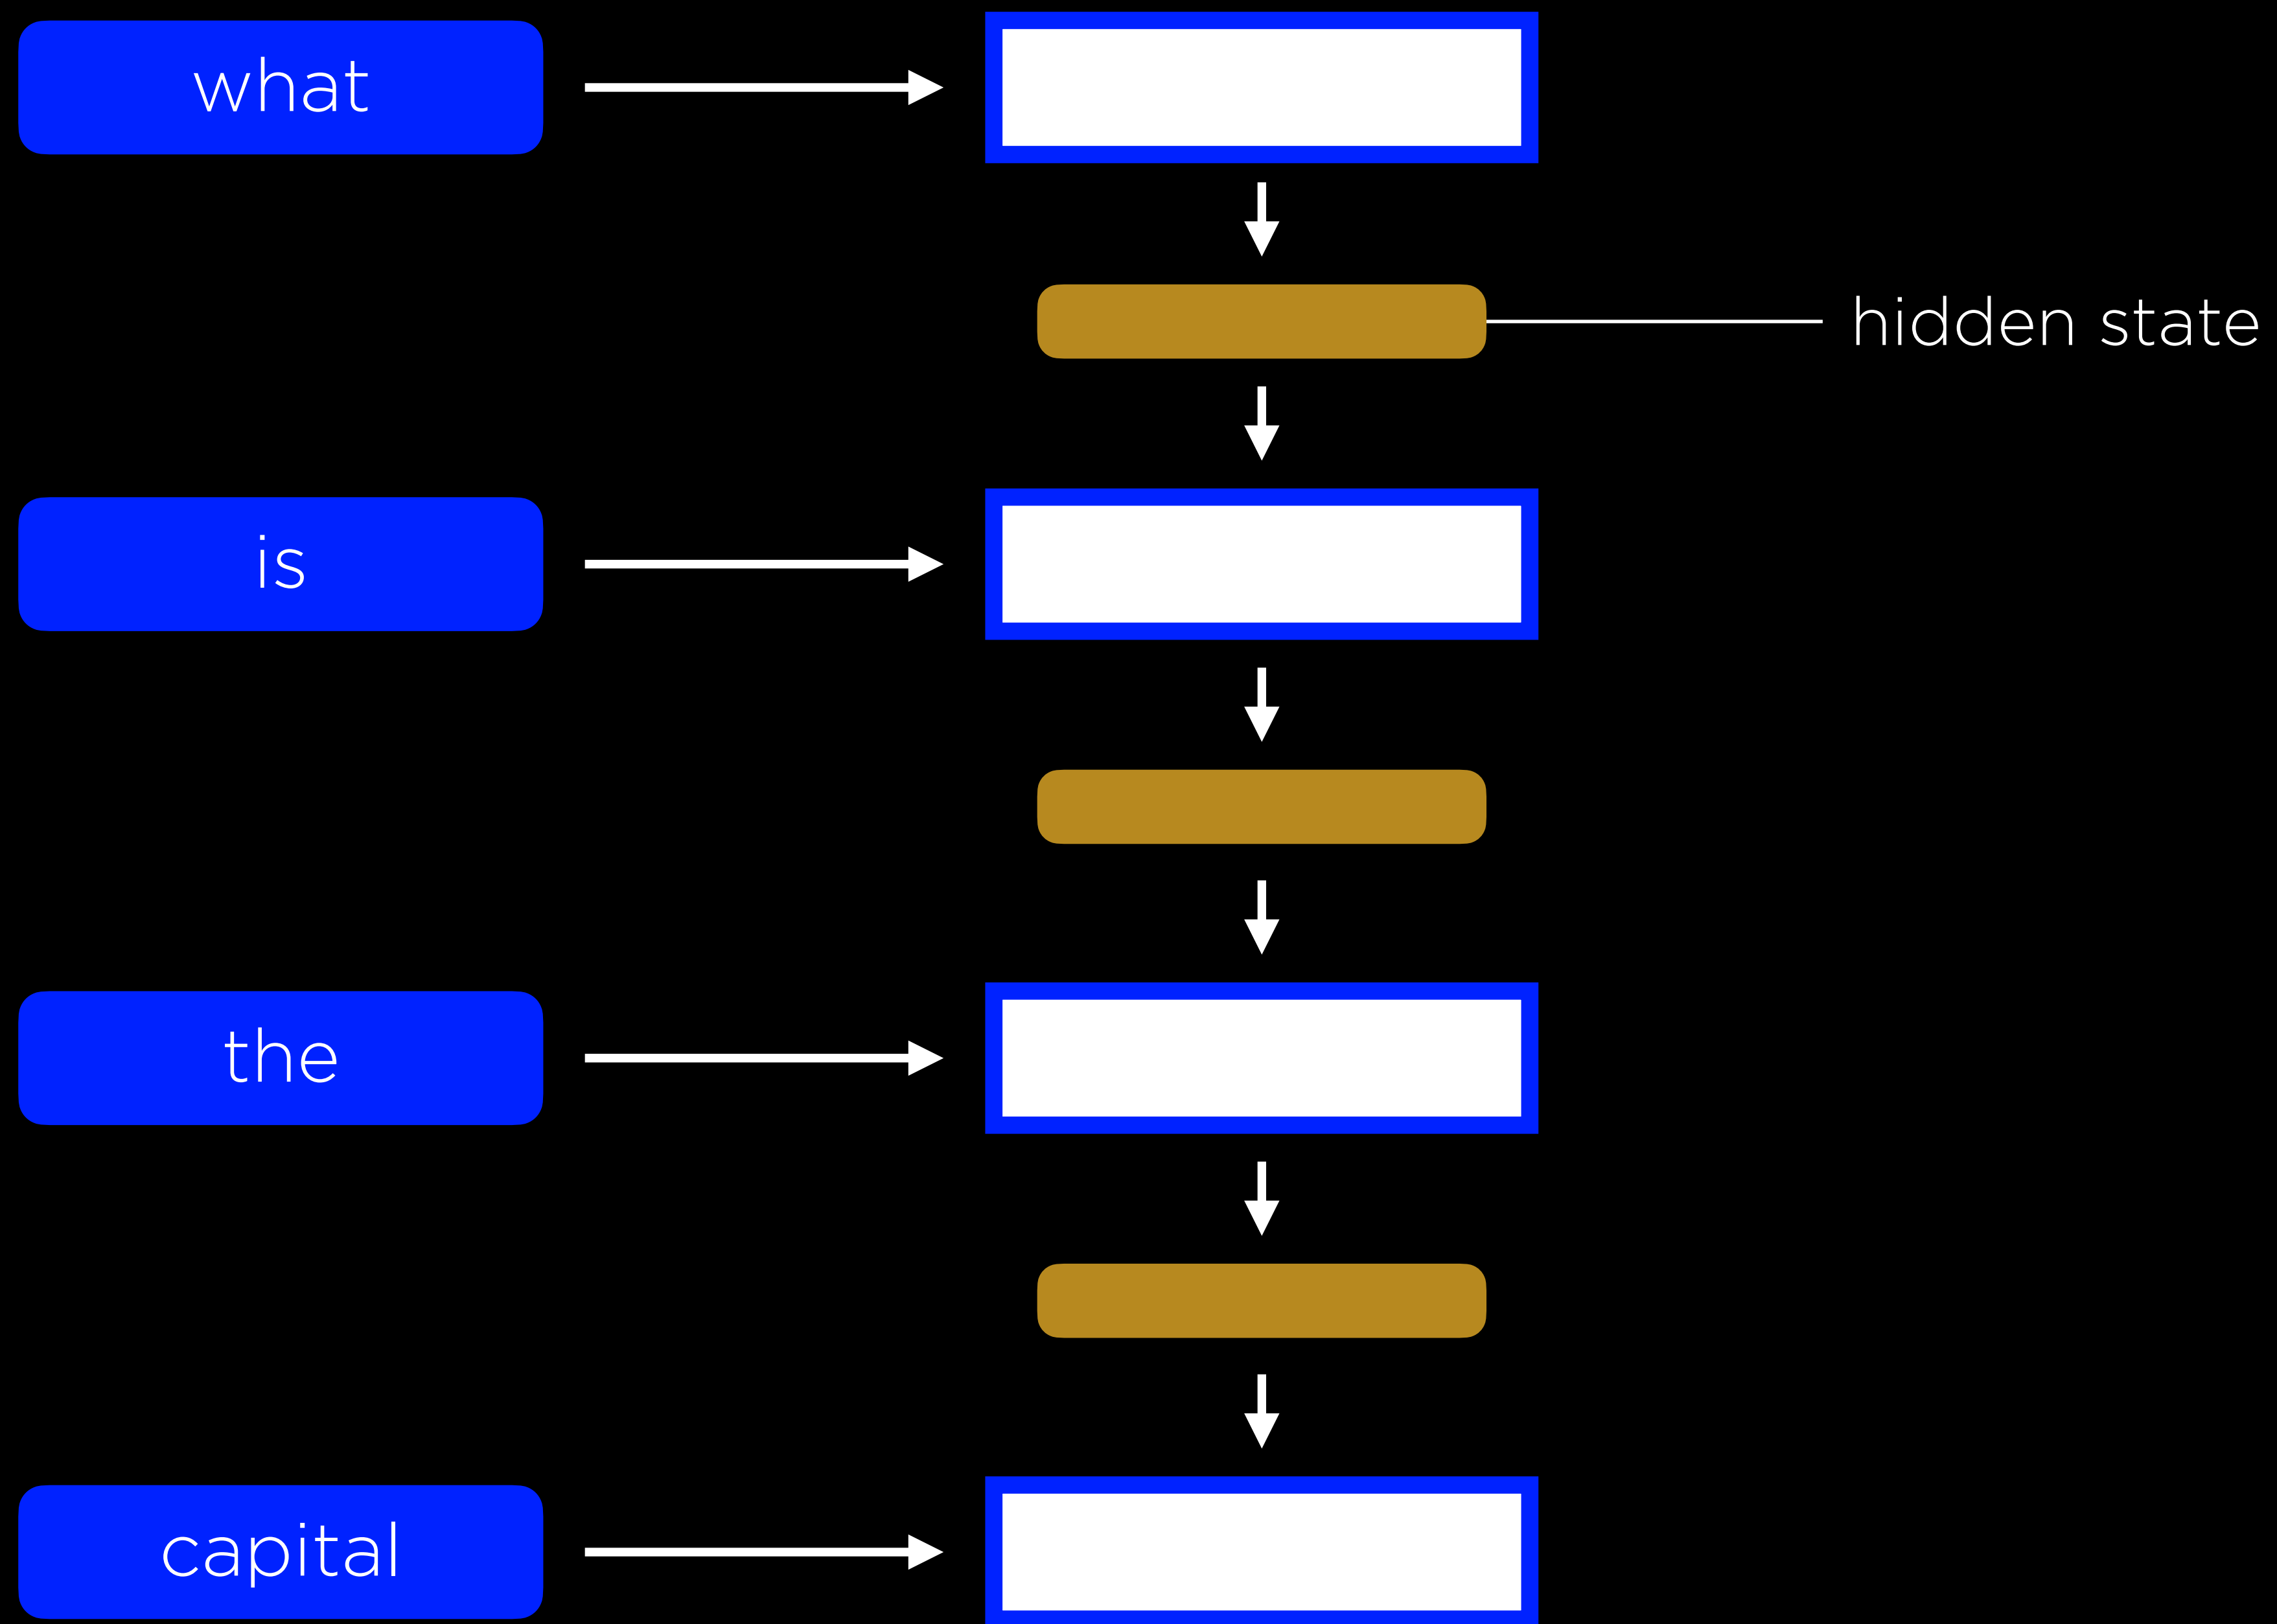 what
hidden state
is
the
capital